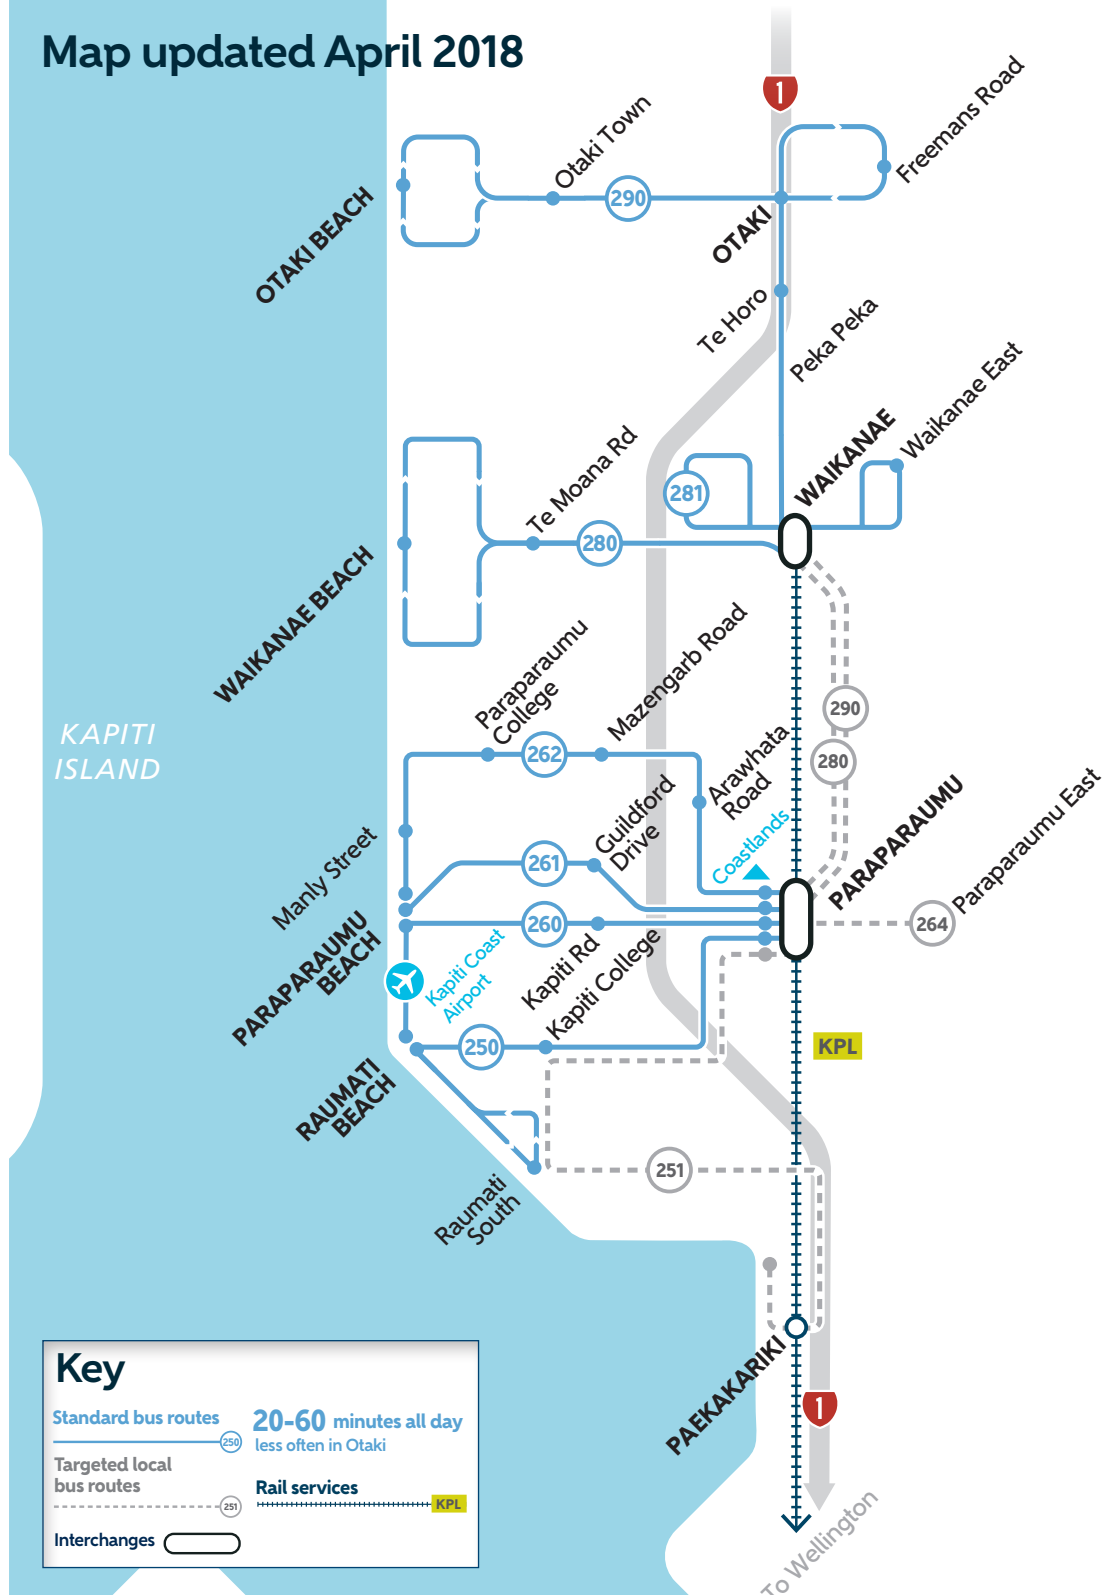 Map updated April 2018
1
Freemans Road
Otaki Town
290
OTAKI BEACH
OTAKI
Te Horo
Peka Peka
Waikanae East
WAIKANAE
Te Moana Rd
281
280
WAIKANAE BEACH
Paraparaumu
College
Mazengarb Road
290
KAPITI
ISLAND
262
280
Arawhata
Road
Guildford
Drive
Coastlands
PARAPARAUMU
Paraparaumu East
Manly Street
261
260
264
PARAPARAUMU
BEACH
Kapiti Coast
Airport
Kapiti Rd
Kapiti College
250
KPL
RAUMATI
BEACH
251
Raumati
South
PAEKAKARIKI
1
To Wellington
Key
Standard bus routes
250
20-60 minutes all day
less often in Otaki
Targeted local
bus routes
251
Rail services
KPL
Interchanges